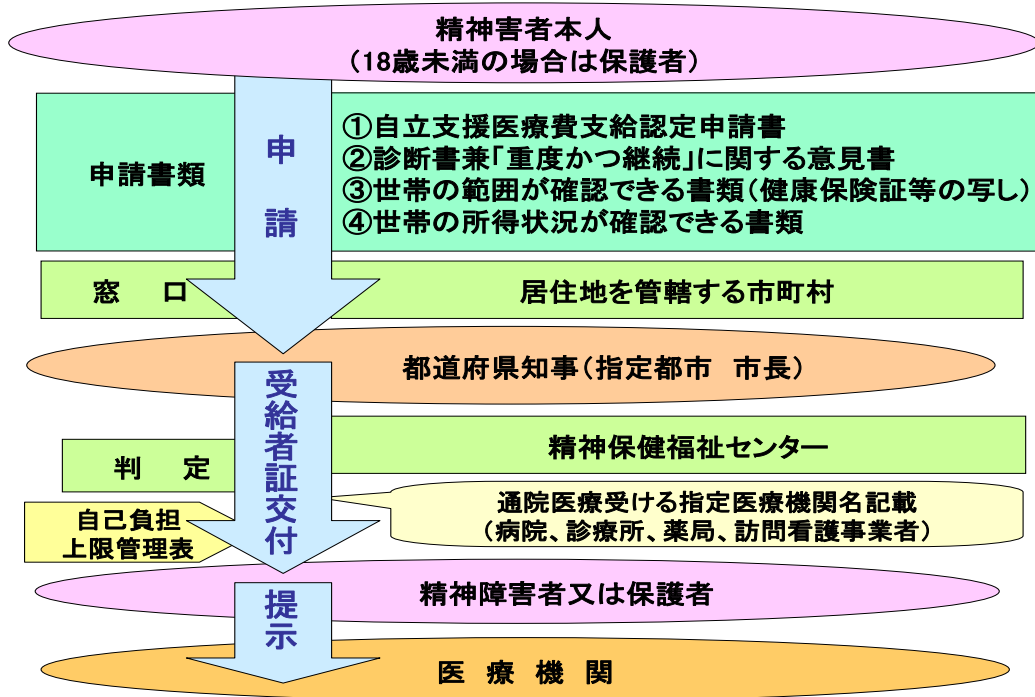 精神害者本人
（18歳未満の場合は保護者）
申請
申請書類
①自立支援医療費支給認定申請書
②診断書兼「重度かつ継続」に関する意見書
③世帯の範囲が確認できる書類（健康保険証等の写し）
④世帯の所得状況が確認できる書類
窓　口
居住地を管轄する市町村
都道府県知事（指定都市　市長）
受給者証交付
精神保健福祉センター
判　定
通院医療受ける指定医療機関名記載
（病院、診療所、薬局、訪問看護事業者）
自己負担
上限管理表
精神障害者又は保護者
提示
医 療 機 関